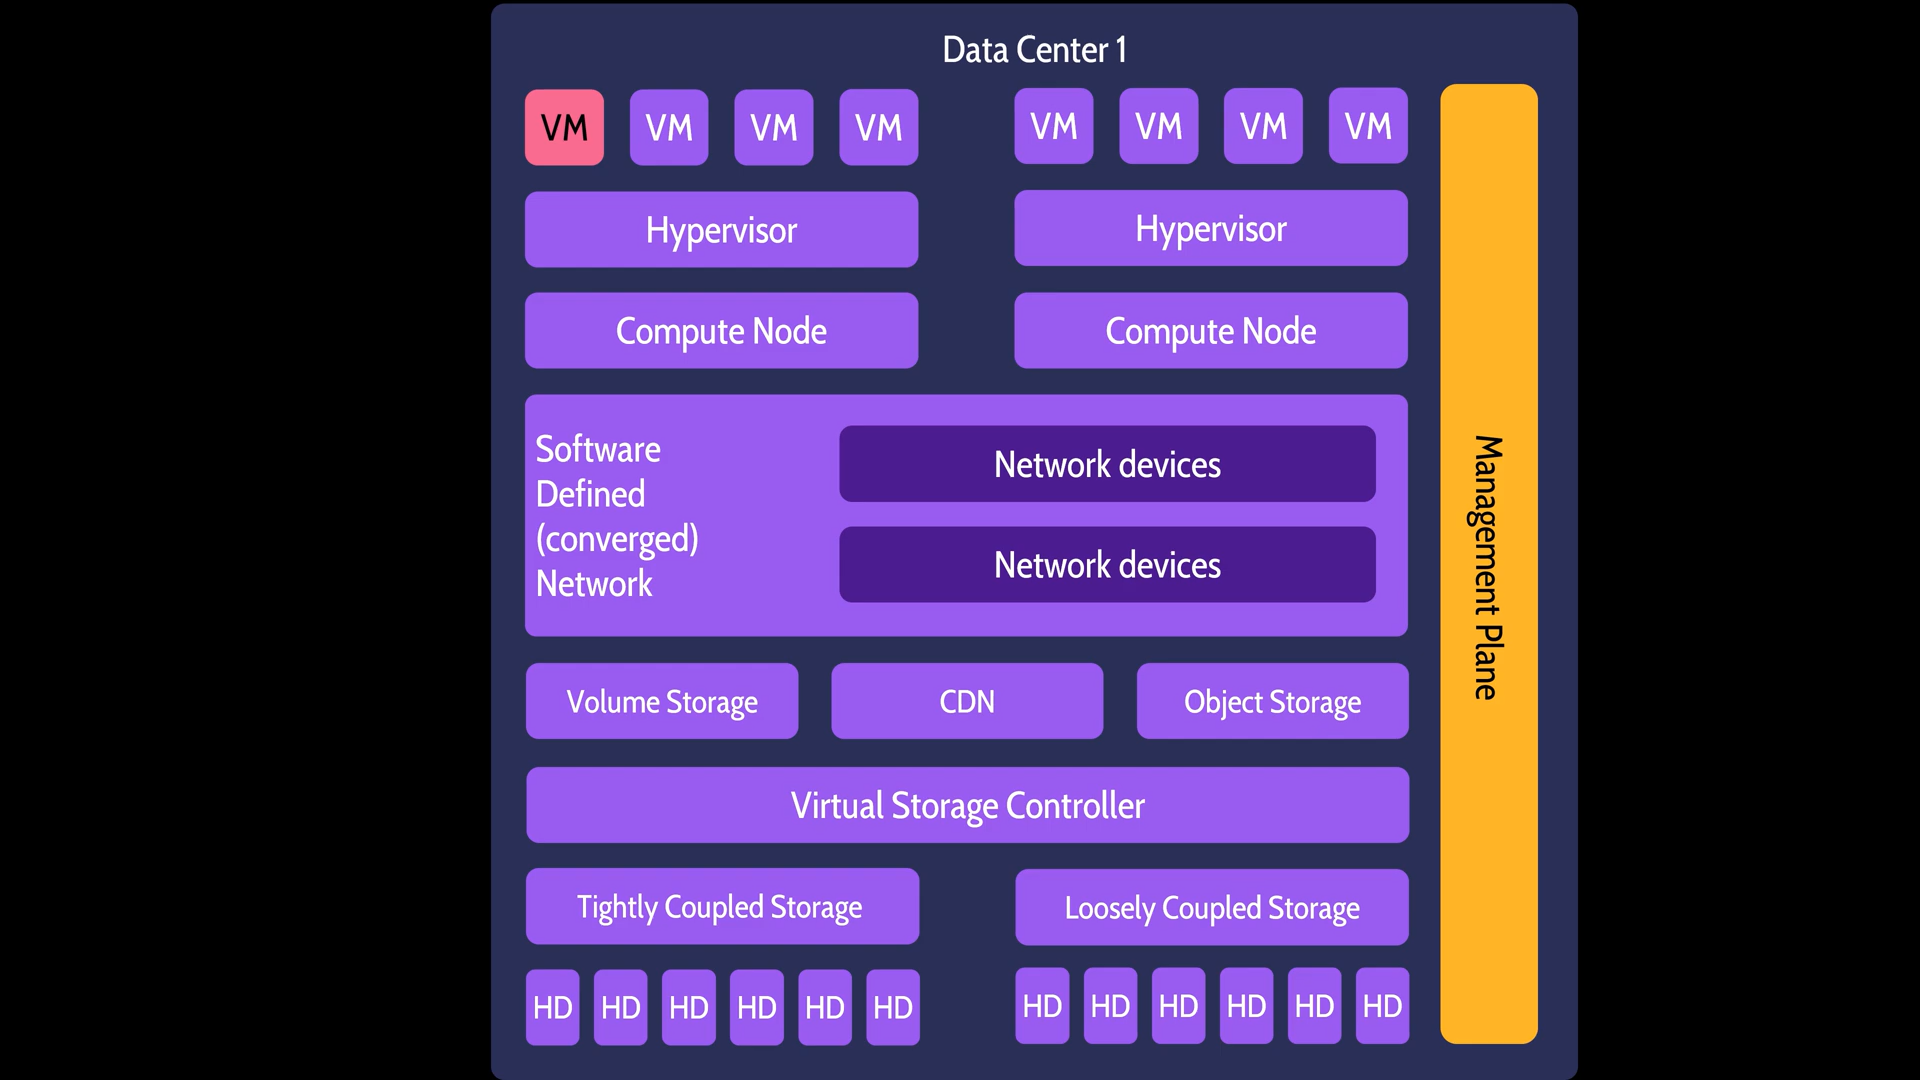 Data Center 1
VM VM VM VM VM VM VM VM
Hypervisor Hypervisor
Compute Node Compute Node
Software
Defined
(converged)
Network
Network devices
Network devices
Volume Storage CDN Object Storage
Virtual Storage Controller
Tightly Coupled Storage Loosely Coupled Storage
HD HD HD HD HD HD HD HD HD HD HD HD
Management Plane